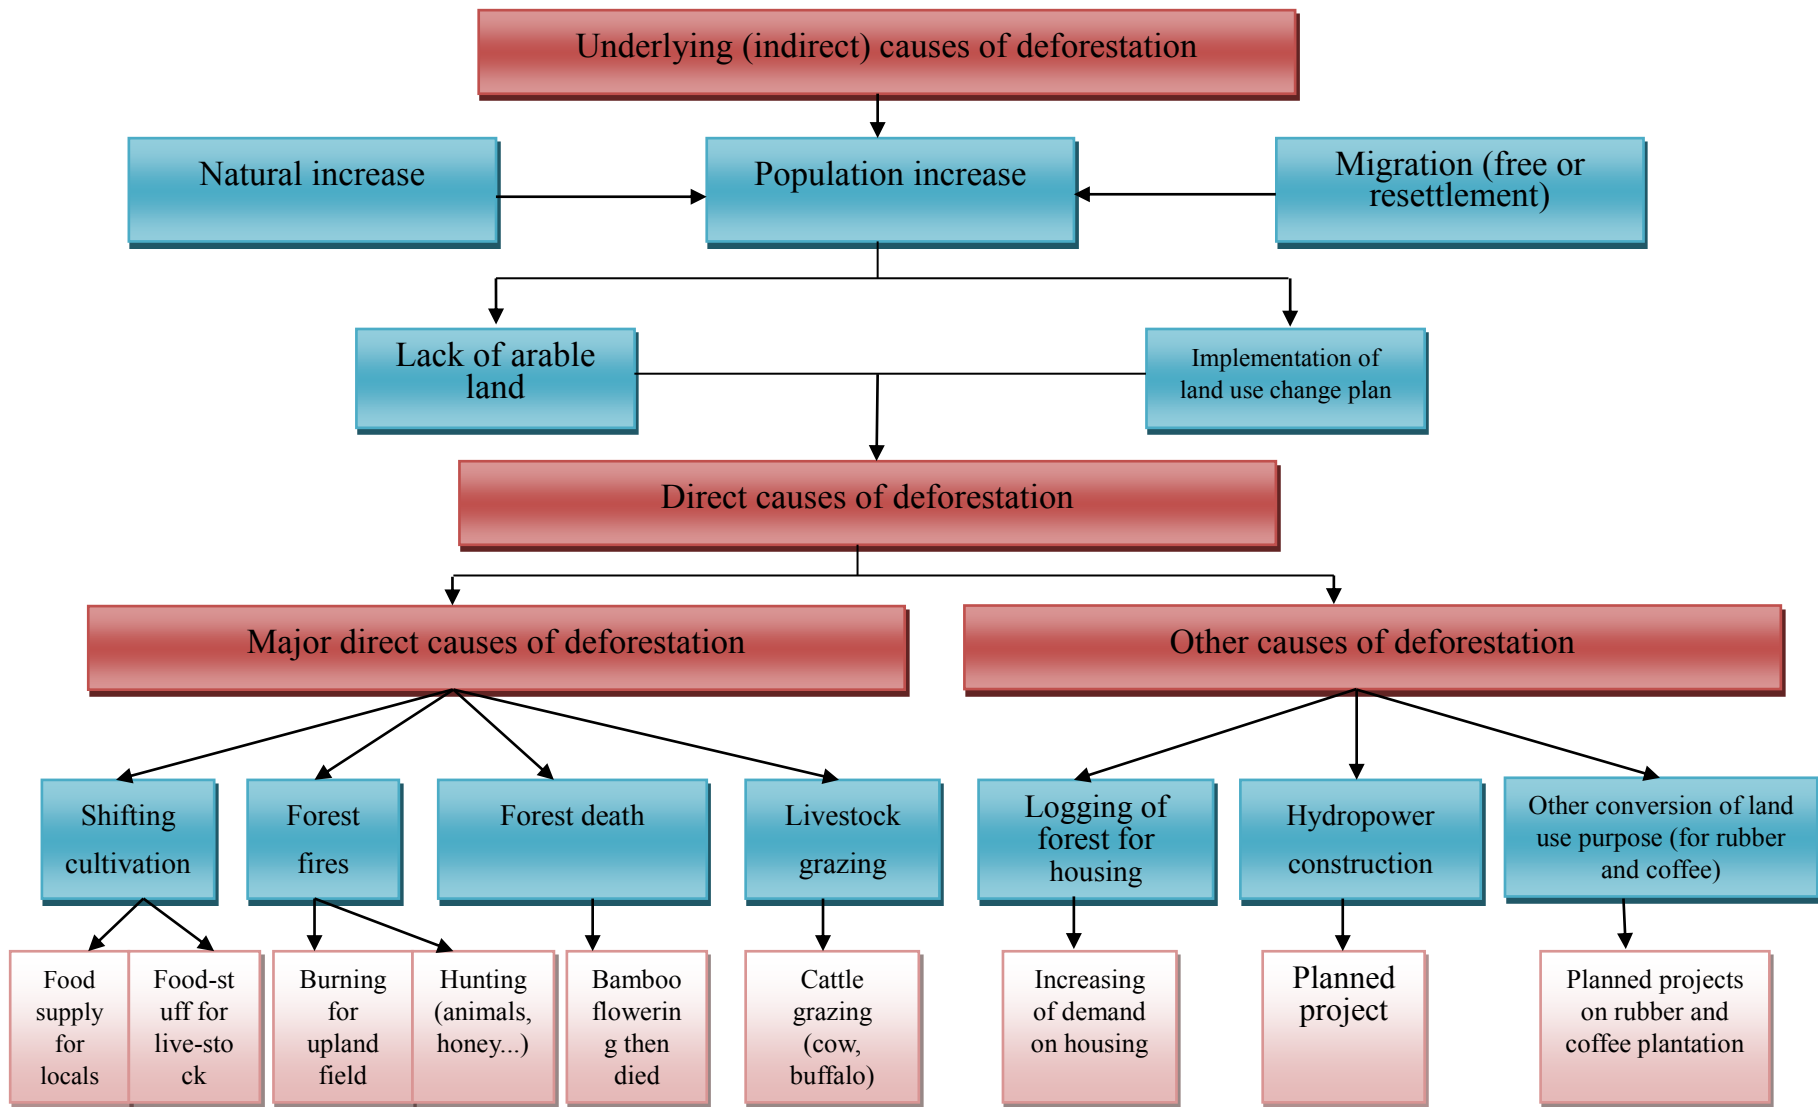 Underlying (indirect) causes of deforestation
Natural increase
Population increase
Migration (free or
resettlement)
Lack of arable
land
Implementation of
land use change plan
Direct causes of deforestation
Major direct causes of deforestation
Other causes of deforestation
Shifting
cultivation
Forest
fires
Forest death
Livestock
grazing
Logging of
forest for
housing
Hydropower
construction
Other conversion of land
use purpose (for rubber
and coffee)
Food
supply
for
locals
Food-st
uff for
live-sto
ck
Burning
for
upland
field
Hunting
(animals,
honey...)
Bamboo
flowerin
g then
died
Cattle
grazing
(cow,
buffalo)
Increasing
of demand
on housing
Planned
project
Planned projects
on rubber and
coffee plantation